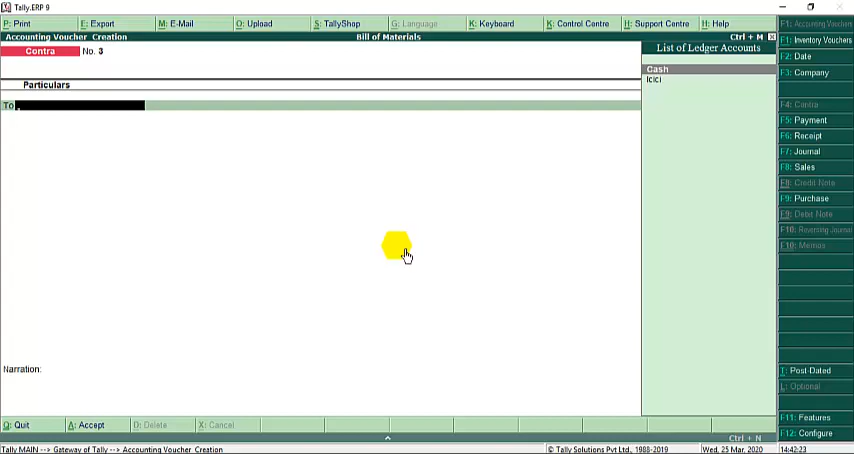 Tally.ERP 9
P: Print E: Export M: E-Mail O: Upload S: TallyShop G: Language K: Keyboard K: Control Centre H: Support Centre H: Help
Accounting Voucher Creation Bill of Materials Ctrl + M
Contra No. 3
Particulars
To
Narration:
List of Ledger Accounts
Cash
Icici
F1: Accounting Vouchers
F1: Inventory Vouchers
F2: Date
F3: Company
F4: Contra
F5: Payment
F6: Receipt
F7: Journal
F8: Sales
F8: Credit Note
F9: Purchase
F9: Debit Note
F10: Reversing Journal
F10: Memos
T: Post-Dated
L: Optional
F11: Features
F12: Configure
Q: Quit A: Accept D: Delete X: Cancel
Ctrl + N
Tally MAIN --> Gateway of Tally --> Accounting Voucher Creation © Tally Solutions Pvt Ltd., 1988-2019 Wed, 25 Mar, 2020 14:42:23